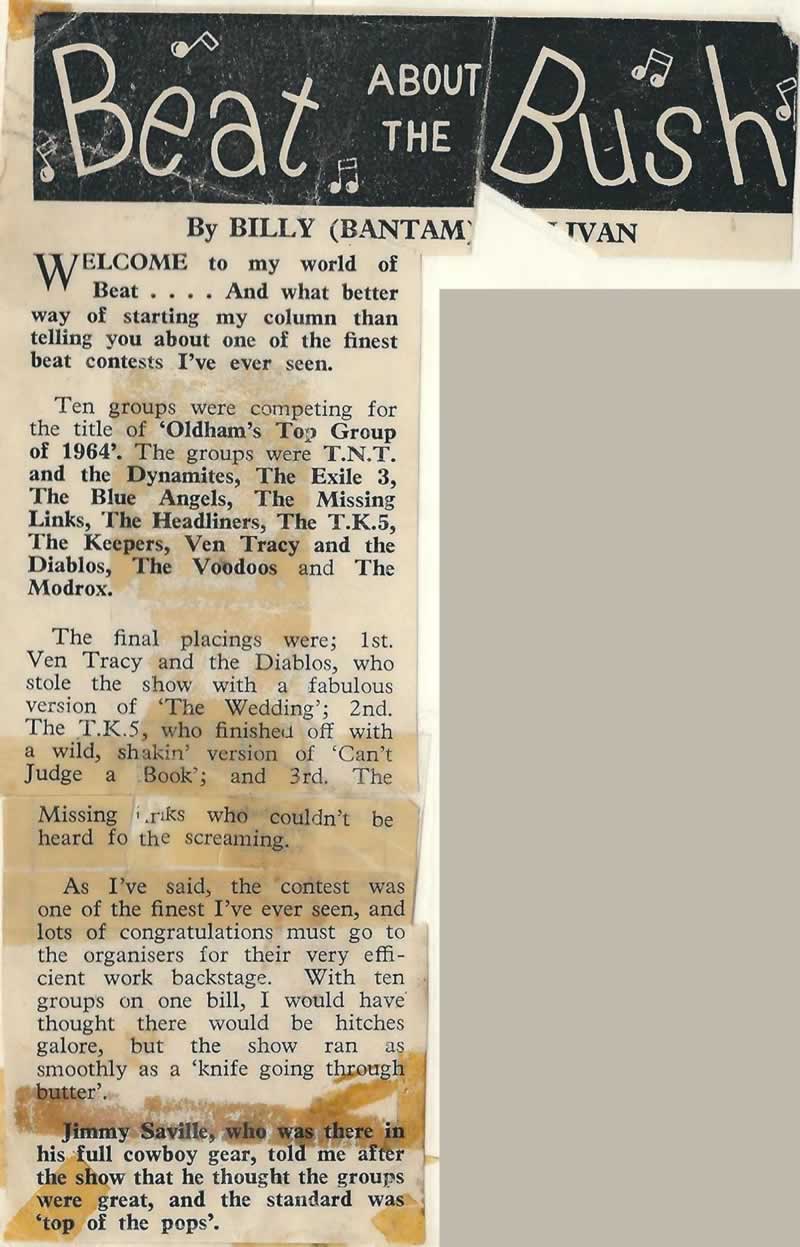 Beat ABOUT THE Bush
By BILLY (BANTAM) IVAN
WELCOME to my world of
Beat . . . . And what better
way of starting my column than
telling you about one of the finest
beat contests I've ever seen.
Ten groups were competing for
the title of ‘Oldham's Top Group
of 1964’. The groups were T.N.T.
and the Dynamites, The Exile 3,
The Blue Angels, The Missing
Links, The Headliners, The T.K.5,
The Keepers, Ven Tracy and the
Diablos, The Voodoos and The
Modrox.
The final placings were; 1st.
Ven Tracy and the Diablos, who
stole the show with a fabulous
version of ‘The Wedding’; 2nd.
The T.K.5, who finished off with
a wild, shakin' version of ‘Can't
Judge a Book’; and 3rd. The
Missing who couldn't be
heard fo the screaming.
As I've said, the contest was
one of the finest I've ever seen, and
lots of congratulations must go to
the organisers for their very effi-
cient work backstage. With ten
groups on one bill, I would have
thought there would be hitches
galore, but the show ran as
smoothly as a ‘knife going through
butter’.
Jimmy Saville, who was there in
his full cowboy gear, told me after
the show that he thought the groups
were great, and the standard was
‘top of the pops’.